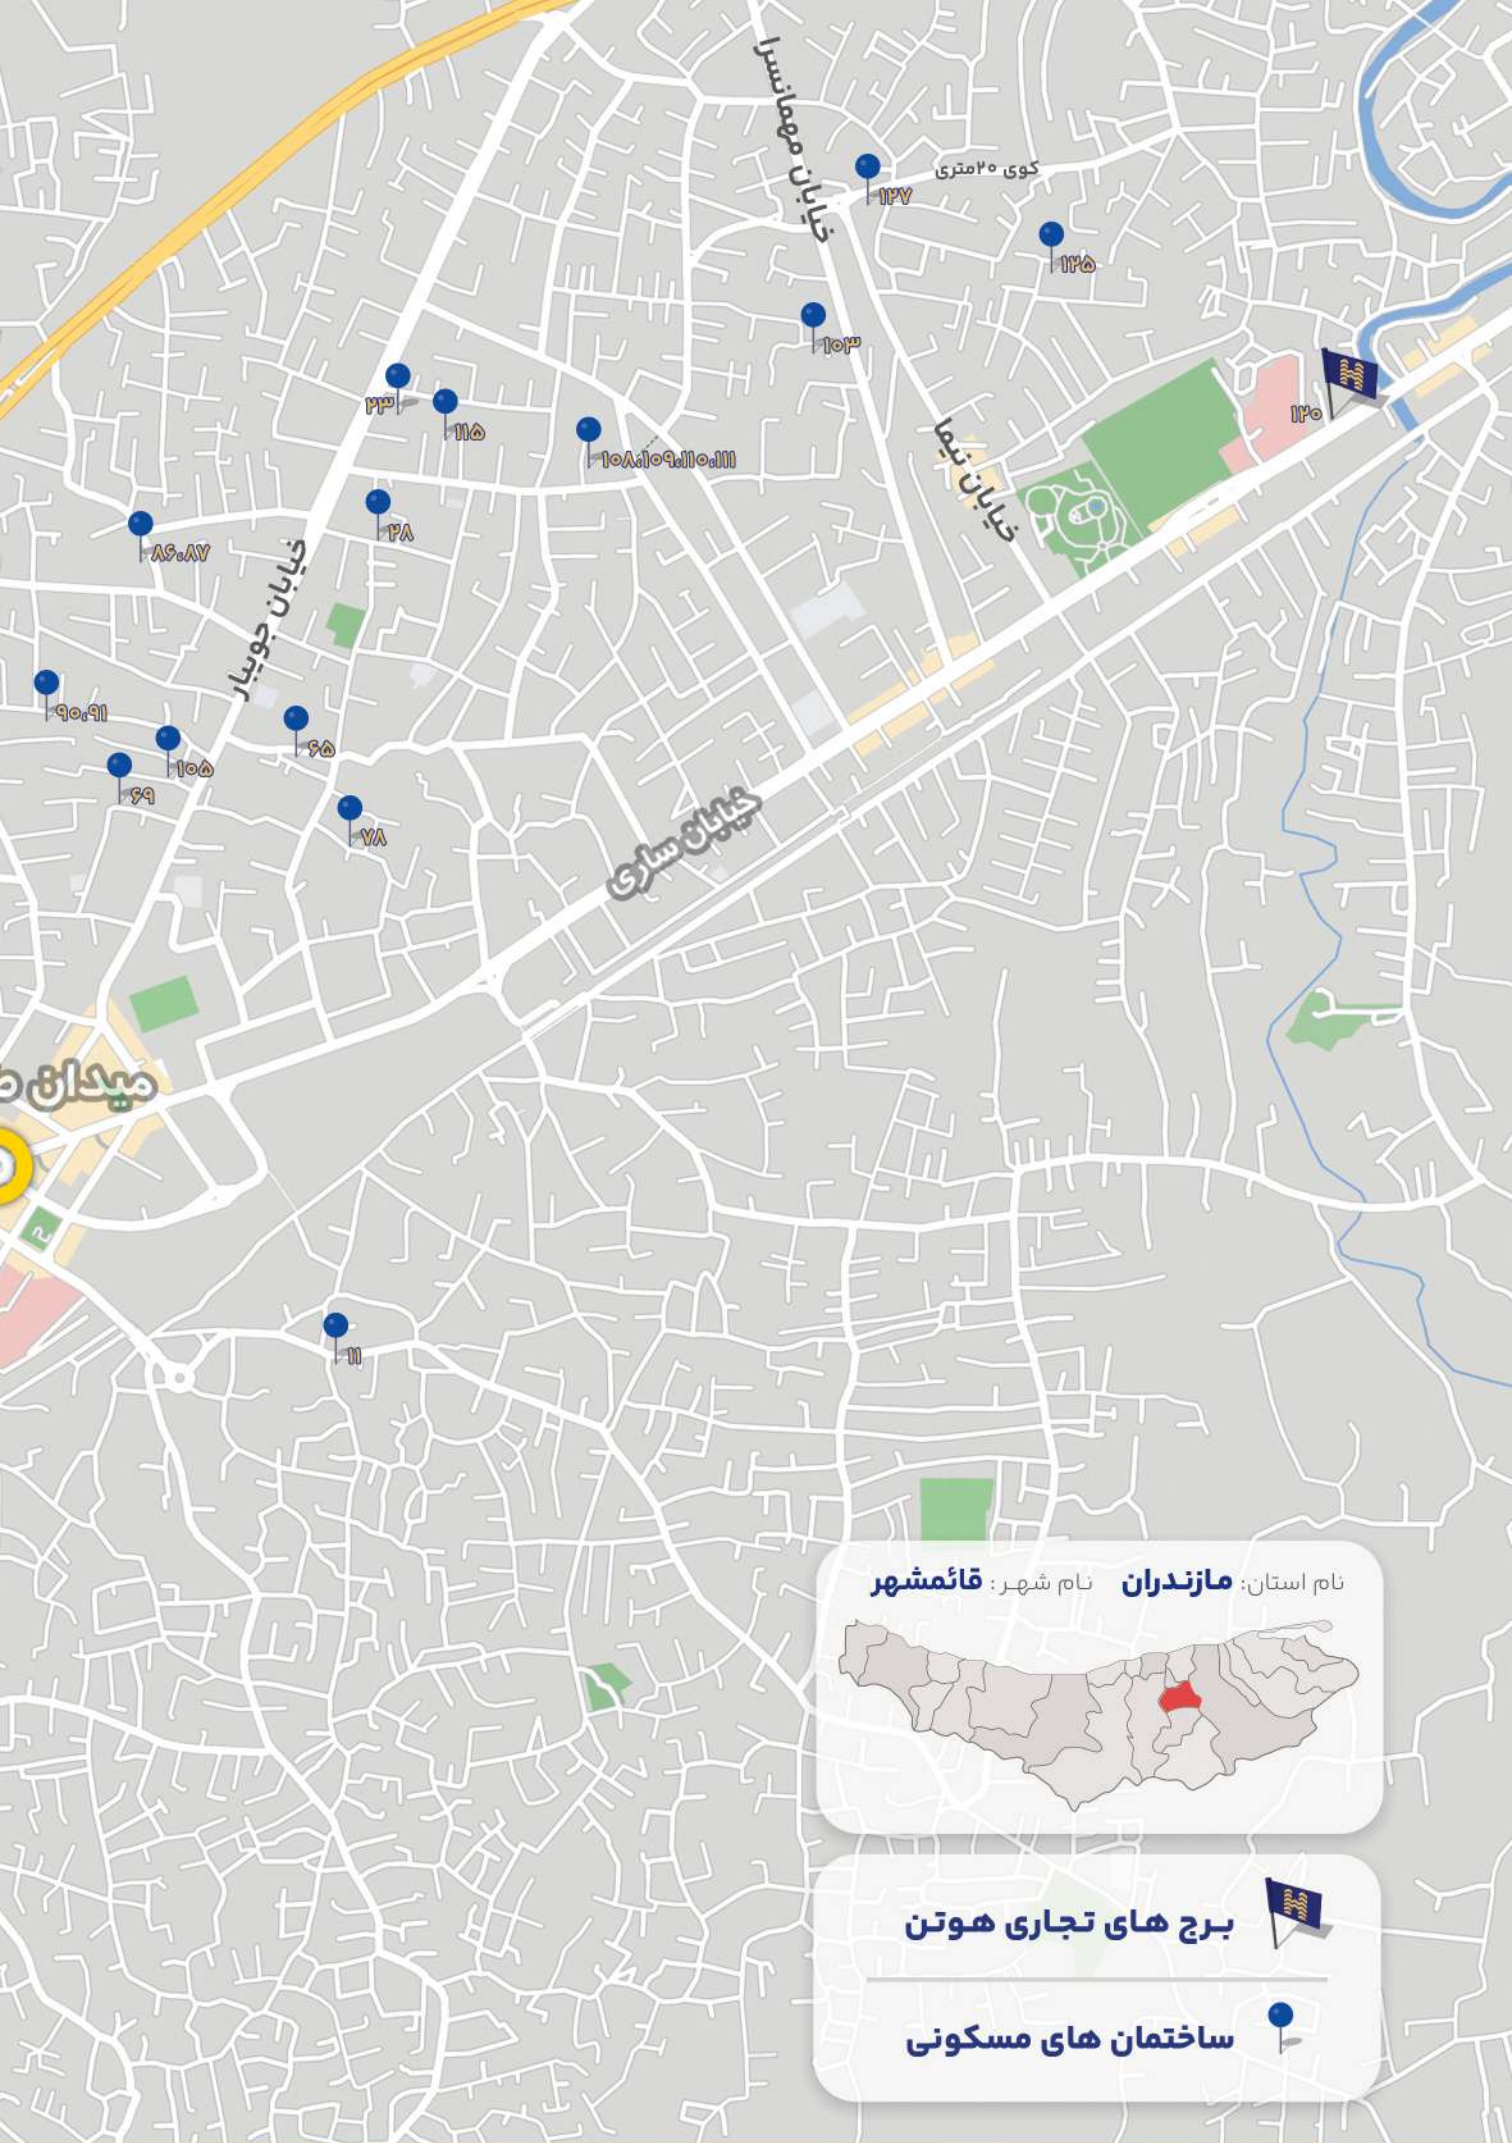 خیابان مهمانسرا
کوی ۲۰متری
۱۲۷
۱۲۵
۱۰۳
۱۲۰
۲۳
۱۱۵
۱۰۸،۱۰۹،۱۱۰،۱۱۱
خیابان نیما
۲۸
۸۶،۸۷
خیابان جویبار
۹۰،۹۱
۶۵
۱۰۵
۶۹
۷۸
خیابان ساری
میدان
۱۱
نام استان: مازندران نام شهر: قائمشهر
برج های تجاری هوتن
ساختمان های مسکونی